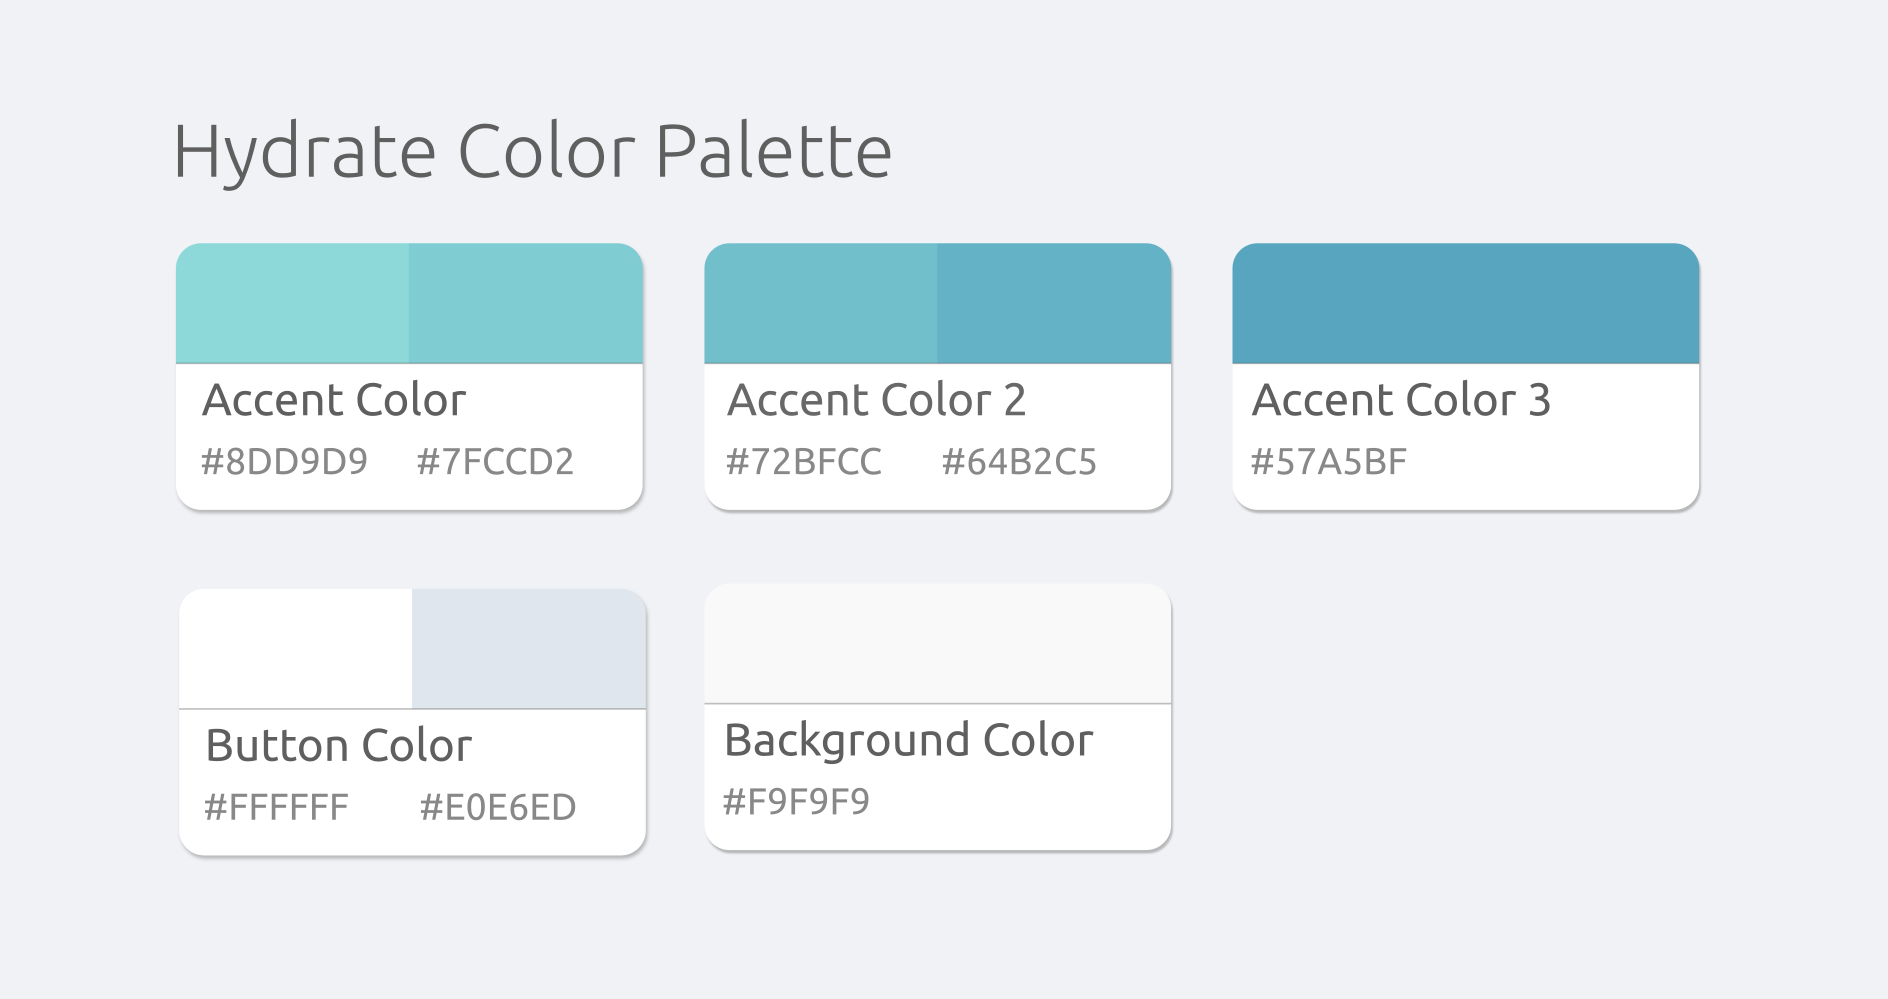 Hydrate Color Palette
Accent Color
#8DD9D9 #7FCCD2
Accent Color 2
#72BFCC #64B2C5
Accent Color 3
#57A5BF
Button Color
#FFFFFF #E0E6ED
Background Color
#F9F9F9